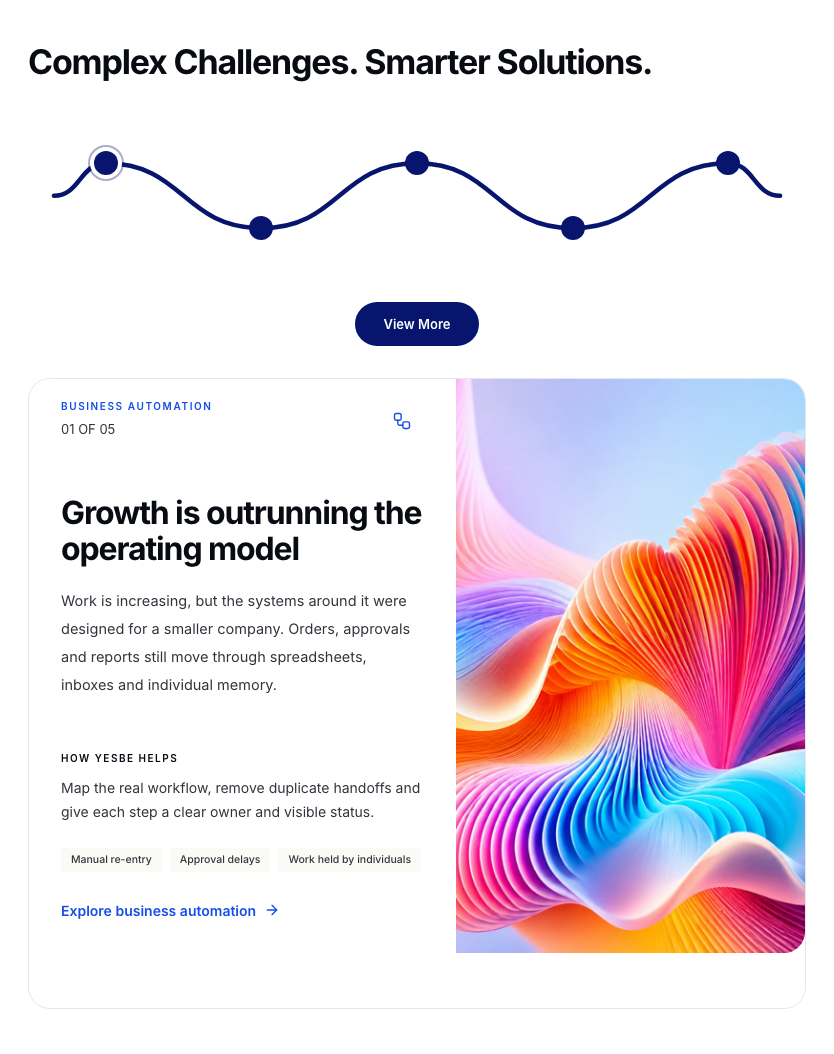 Complex Challenges. Smarter Solutions.
View More
BUSINESS AUTOMATION
01 OF 05
Growth is outrunning the
operating model
Work is increasing, but the systems around it were
designed for a smaller company. Orders, approvals
and reports still move through spreadsheets,
inboxes and individual memory.
HOW YESBE HELPS
Map the real workflow, remove duplicate handoffs and
give each step a clear owner and visible status.
Manual re-entry
Approval delays
Work held by individuals
Explore business automation